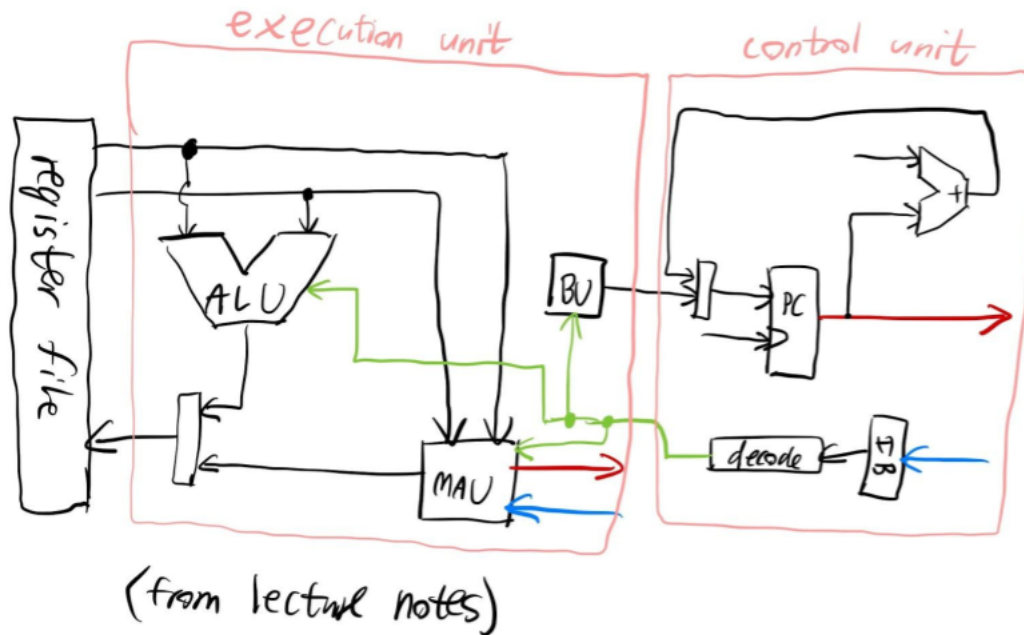 execution unit
control unit
register file
ALU
BU
+
PC
decode
IR
MAU
(from lecture notes)